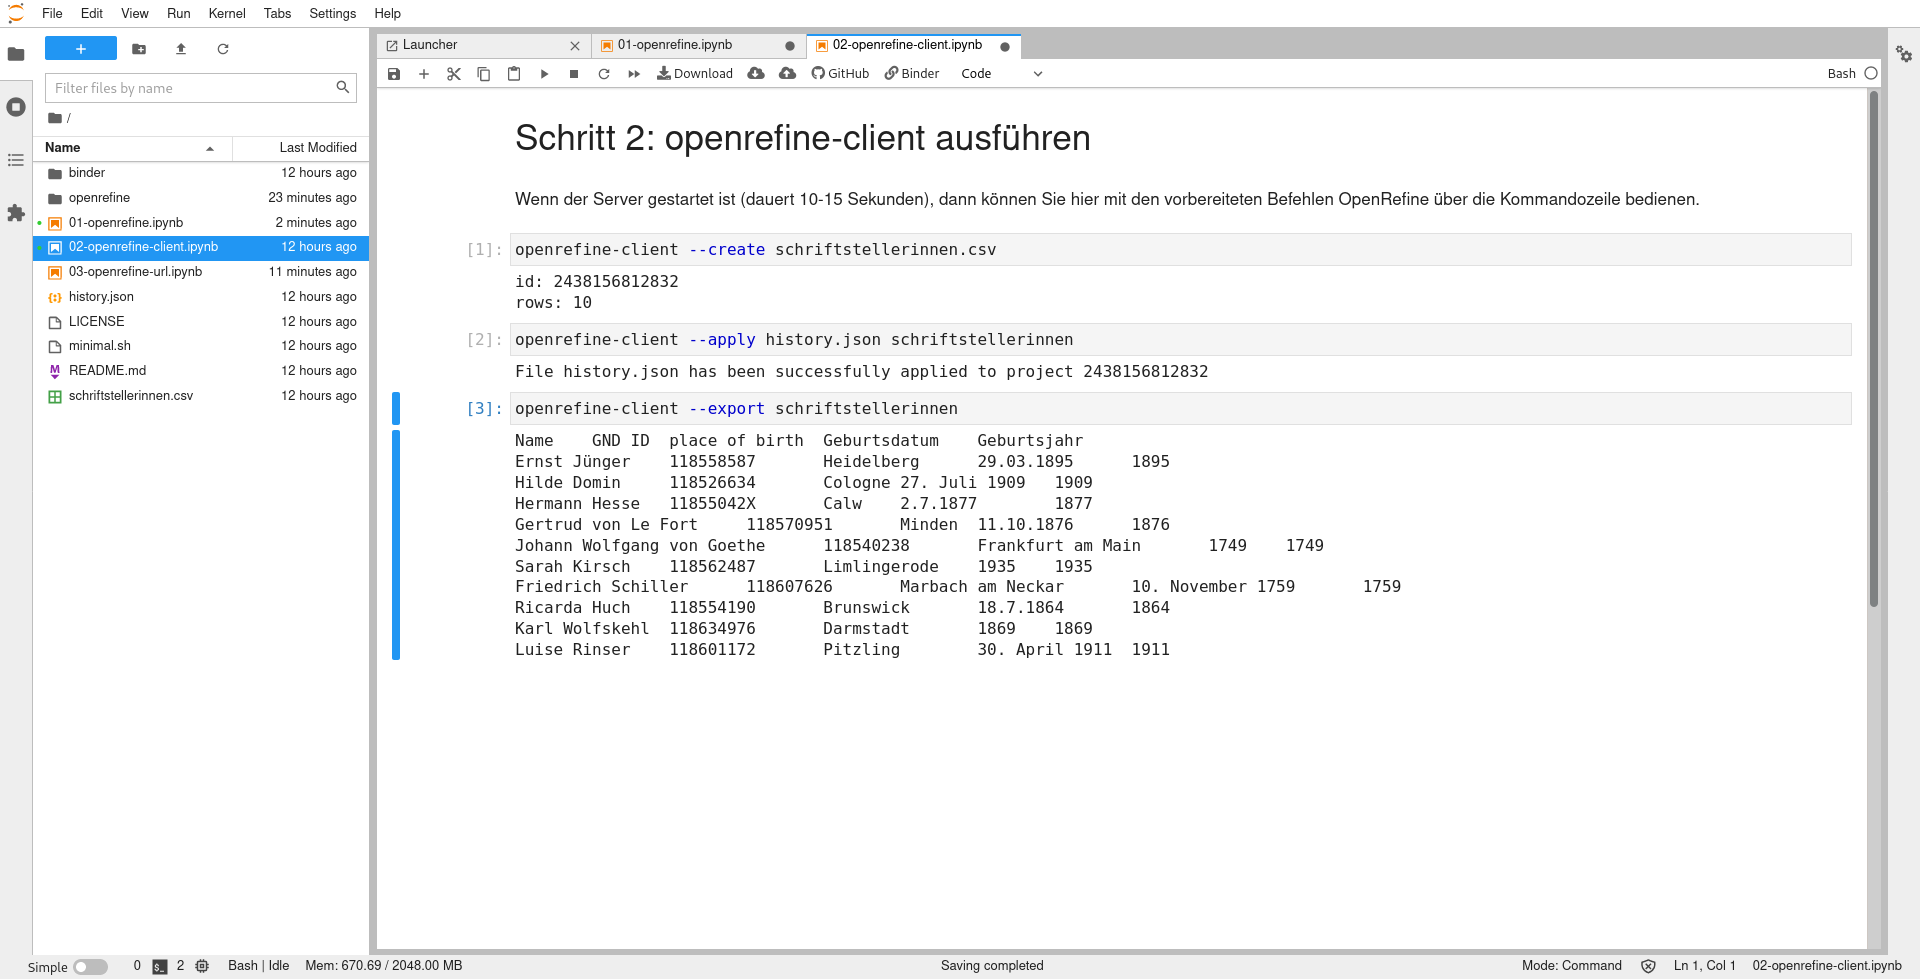 File Edit View Run Kernel Tabs Settings Help
Filter files by name
/
Name Last Modified
binder 12 hours ago
openrefine 23 minutes ago
01-openrefine.ipynb 2 minutes ago
02-openrefine-client.ipynb 12 hours ago
03-openrefine-url.ipynb 11 minutes ago
history.json 12 hours ago
LICENSE 12 hours ago
minimal.sh 12 hours ago
README.md 12 hours ago
schriftstellerinnen.csv 12 hours ago
Launcher 01-openrefine.ipynb 02-openrefine-client.ipynb
Download GitHub Binder Code Bash
Schritt 2: openrefine-client ausführen
Wenn der Server gestartet ist (dauert 10-15 Sekunden), dann können Sie hier mit den vorbereiteten Befehlen OpenRefine über die Kommandozeile bedienen.
[1]: openrefine-client --create schriftstellerinnen.csv
id: 2438156812832
rows: 10
[2]: openrefine-client --apply history.json schriftstellerinnen
File history.json has been successfully applied to project 2438156812832
[3]: openrefine-client --export schriftstellerinnen
Name GND ID place of birth Geburtsdatum Geburtsjahr
Ernst Jünger 118558587 Heidelberg 29.03.1895 1895
Hilde Domin 118526634 Cologne 27. Juli 1909 1909
Hermann Hesse 11855042X Calw 2.7.1877 1877
Gertrud von Le Fort 118570951 Minden 11.10.1876 1876
Johann Wolfgang von Goethe 118540238 Frankfurt am Main 1749 1749
Sarah Kirsch 118562487 Limlingerode 1935 1935
Friedrich Schiller 118607626 Marbach am Neckar 10. November 1759 1759
Ricarda Huch 118554190 Brunswick 18.7.1864 1864
Karl Wolfskehl 118634976 Darmstadt 1869 1869
Luise Rinser 118601172 Pitzling 30. April 1911 1911
Simple 0 2 Bash | Idle Mem: 670.69 / 2048.00 MB Saving completed Mode: Command Ln 1, Col 1 02-openrefine-client.ipynb